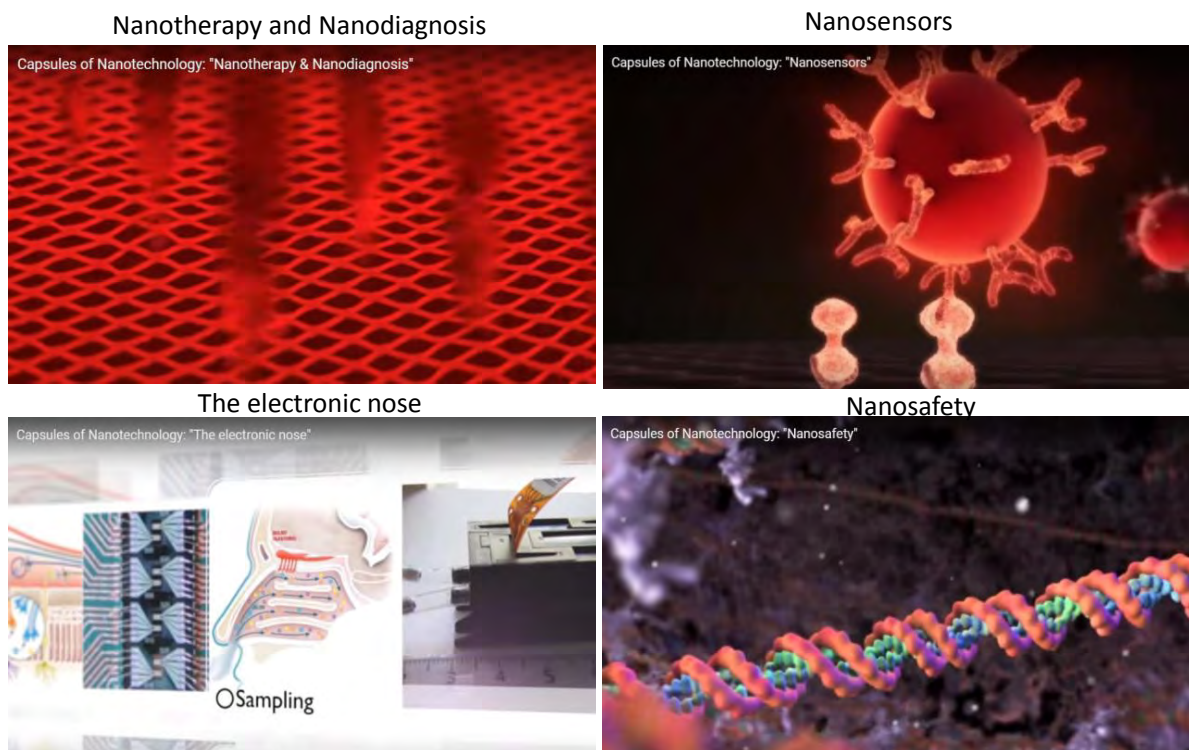 Nanotherapy and Nanodiagnosis
Nanosensors
Capsules of Nanotechnology: "Nanotherapy & Nanodiagnosis"
Capsules of Nanotechnology: "Nanosensors"
The electronic nose
Nanosafety
Capsules of Nanotechnology: "The electronic nose"
Capsules of Nanotechnology: "Nanosafety"
Sampling